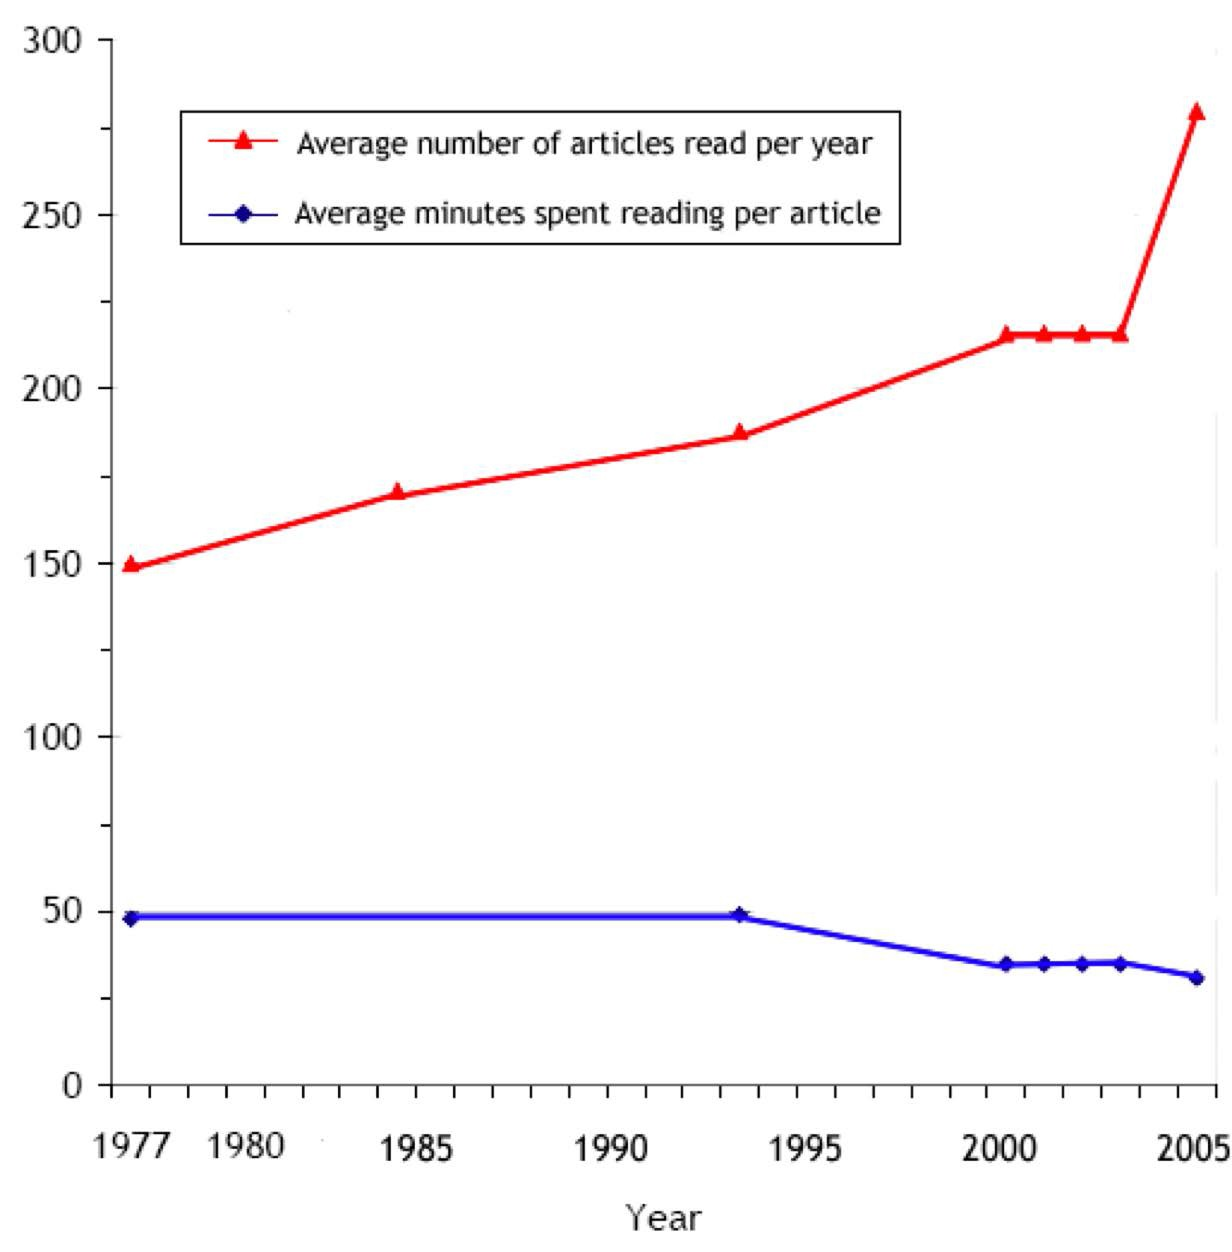 300
Average number of articles read per year
250
Average minutes spent reading per article
200
150
100
50
0
1977 1980 1985 1990 1995 2000 2005
Year